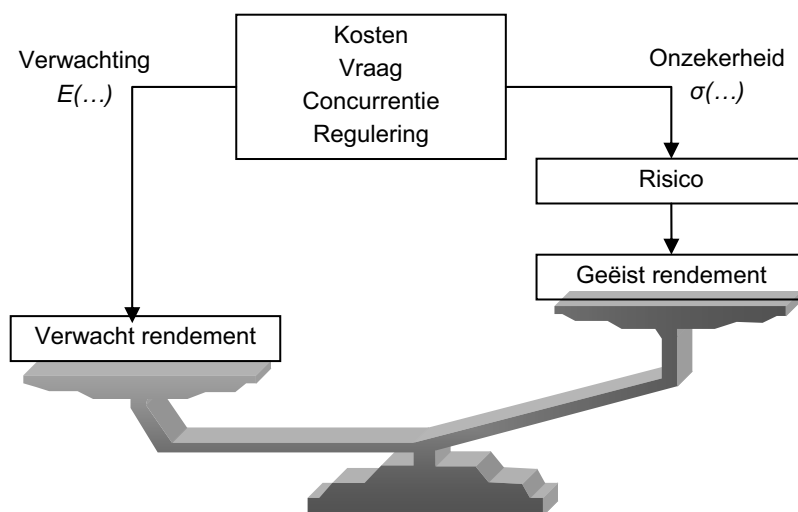 Verwachting
E(…)
Kosten
Vraag
Concurrentie
Regulering
Onzekerheid
σ(…)
Risico
Geëist rendement
Verwacht rendement